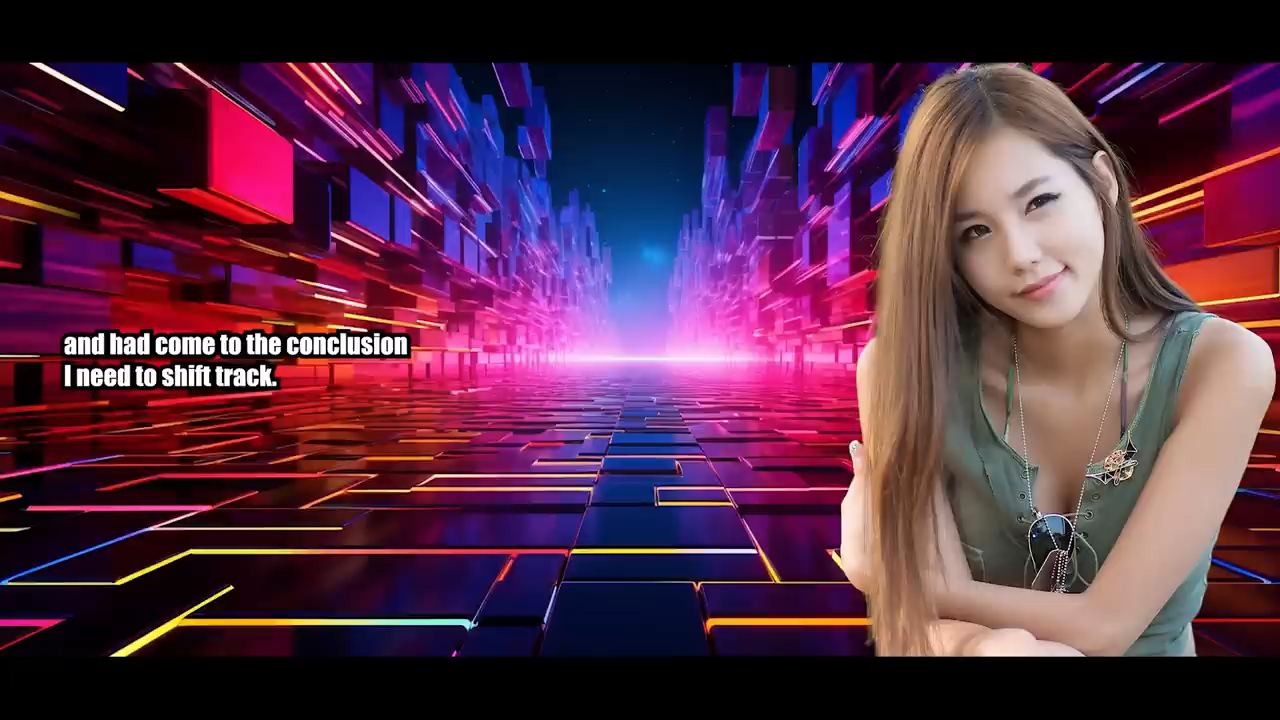 and had come to the conclusion
I need to shift track.